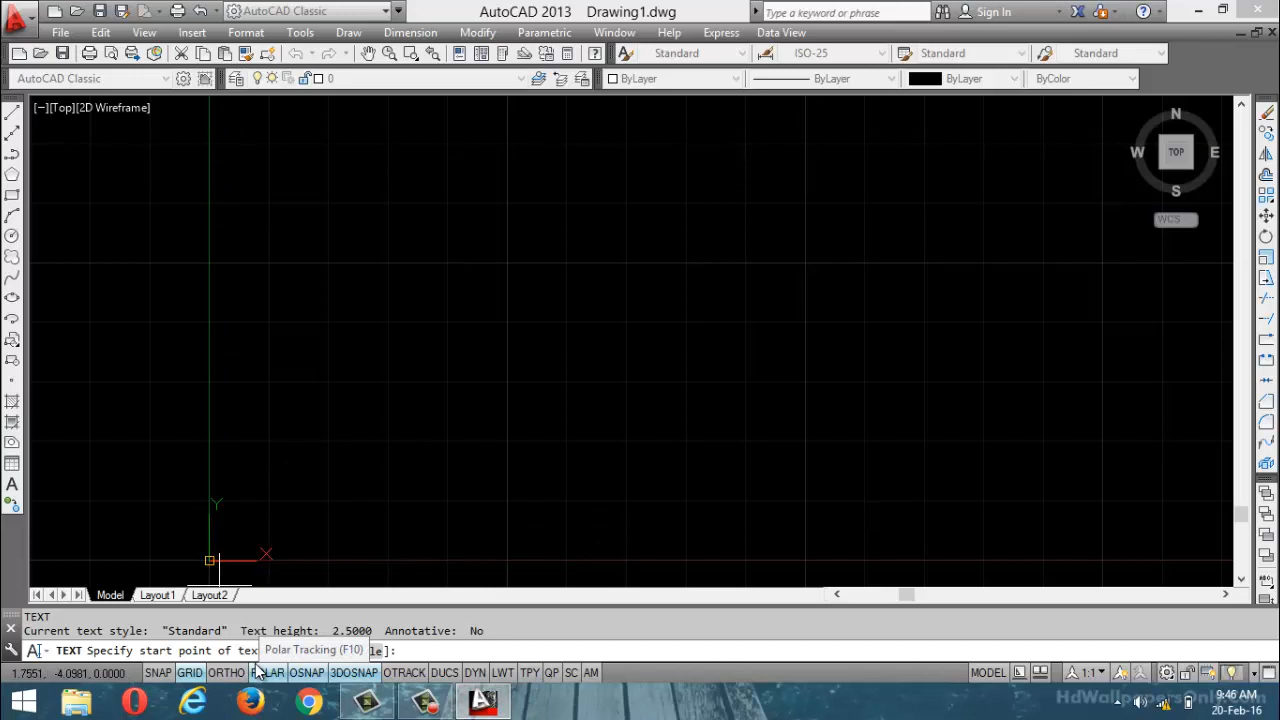 AutoCAD Classic
AutoCAD 2013 Drawing1.dwg
Type a keyword or phrase
Sign In
File Edit View Insert Format Tools Draw Dimension Modify Parametric Window Help Express Data View
Standard ISO-25 Standard Standard
AutoCAD Classic 0 ByLayer ByLayer ByLayer ByColor
[−][Top][2D Wireframe]
N
W TOP E
S
WCS
Y
X
Model Layout1 Layout2
TEXT
Current text style: "Standard" Text height: 2.5000 Annotative: No
TEXT Specify start point of tex le]:
Polar Tracking (F10)
1.7551, -4.0981, 0.0000 SNAP GRID ORTHO POLAR OSNAP 3DOSNAP OTRACK DUCS DYN LWT TPY QP SC AM MODEL 1:1
HdWallpapersOnly.com
9:46 AM
20-Feb-16